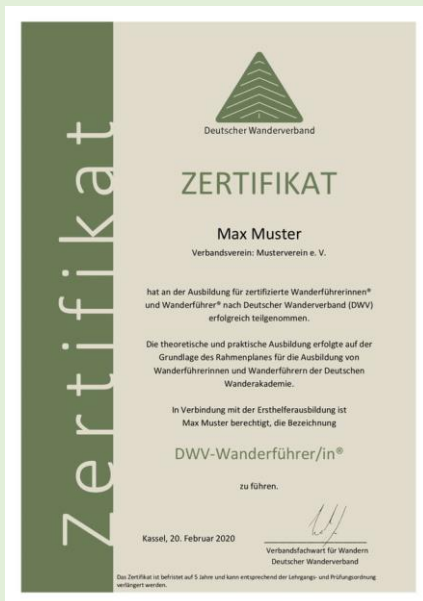 Zertifikat
Deutscher Wanderverband
ZERTIFIKAT
Max Muster
Verbandsverein: Musterverein e. V.
hat an der Ausbildung für zertifizierte Wanderführerinnen®
und Wanderführer® nach Deutscher Wanderverband (DWV)
erfolgreich teilgenommen.
Die theoretische und praktische Ausbildung erfolgte auf der
Grundlage des Rahmenplanes für die Ausbildung von
Wanderführerinnen und Wanderführern der Deutschen
Wanderakademie.
In Verbindung mit der Ersthelferausbildung ist
Max Muster berechtigt, die Bezeichnung
DWV-Wanderführer/in®
zu führen.
Kassel, 20. Februar 2020
Verbandsfachwart für Wandern
Deutscher Wanderverband
Das Zertifikat ist befristet auf 5 Jahre und kann entsprechend der Lehrgangs- und Prüfungsordnung
verlängert werden.